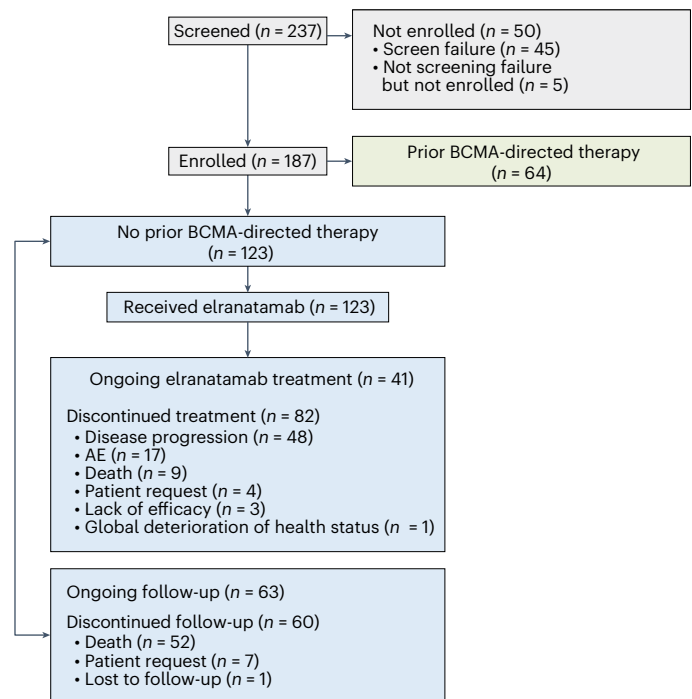 Screened (n = 237)
Not enrolled (n = 50)
• Screen failure (n = 45)
• Not screening failure
but not enrolled (n = 5)
Enrolled (n = 187)
Prior BCMA-directed therapy
(n = 64)
No prior BCMA-directed therapy
(n = 123)
Received elranatamab (n = 123)
Ongoing elranatamab treatment (n = 41)
Discontinued treatment (n = 82)
• Disease progression (n = 48)
• AE (n = 17)
• Death (n = 9)
• Patient request (n = 4)
• Lack of efficacy (n = 3)
• Global deterioration of health status (n = 1)
Ongoing follow-up (n = 63)
Discontinued follow-up (n = 60)
• Death (n = 52)
• Patient request (n = 7)
• Lost to follow-up (n = 1)